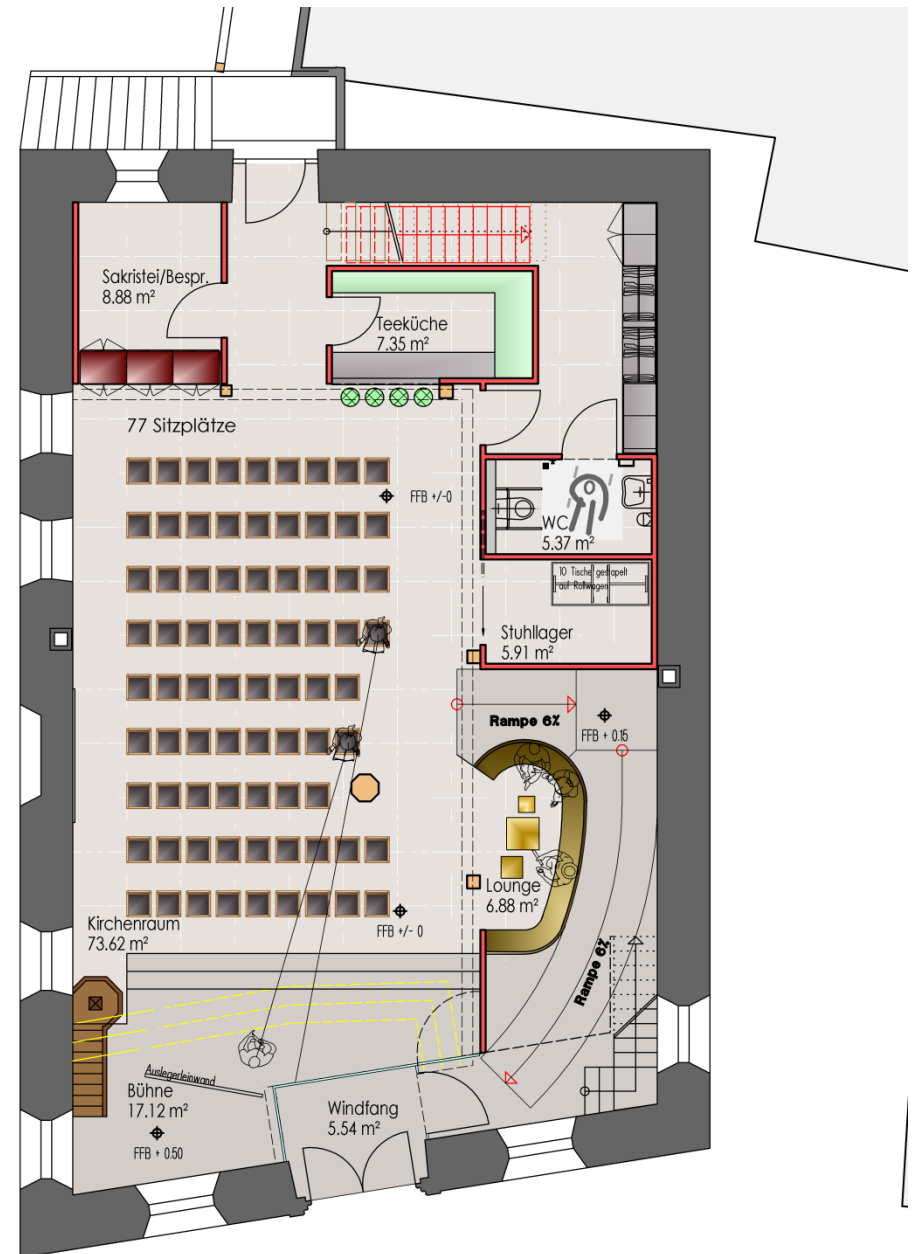 Sakristei/Bespr.
8.88 m²
Teeküche
7.35 m²
77 Sitzplätze
FFB +/-0
WC
5.37 m²
10 Tische gestapelt
auf Rollwagen
Stuhllager
5.91 m²
Rampe 6%
FFB + 0.15
Lounge
6.88 m²
FFB +/- 0
Kirchenraum
73.62 m²
Rampe 6%
Auslegerleinwand
Bühne
17.12 m²
Windfang
5.54 m²
FFB + 0.50